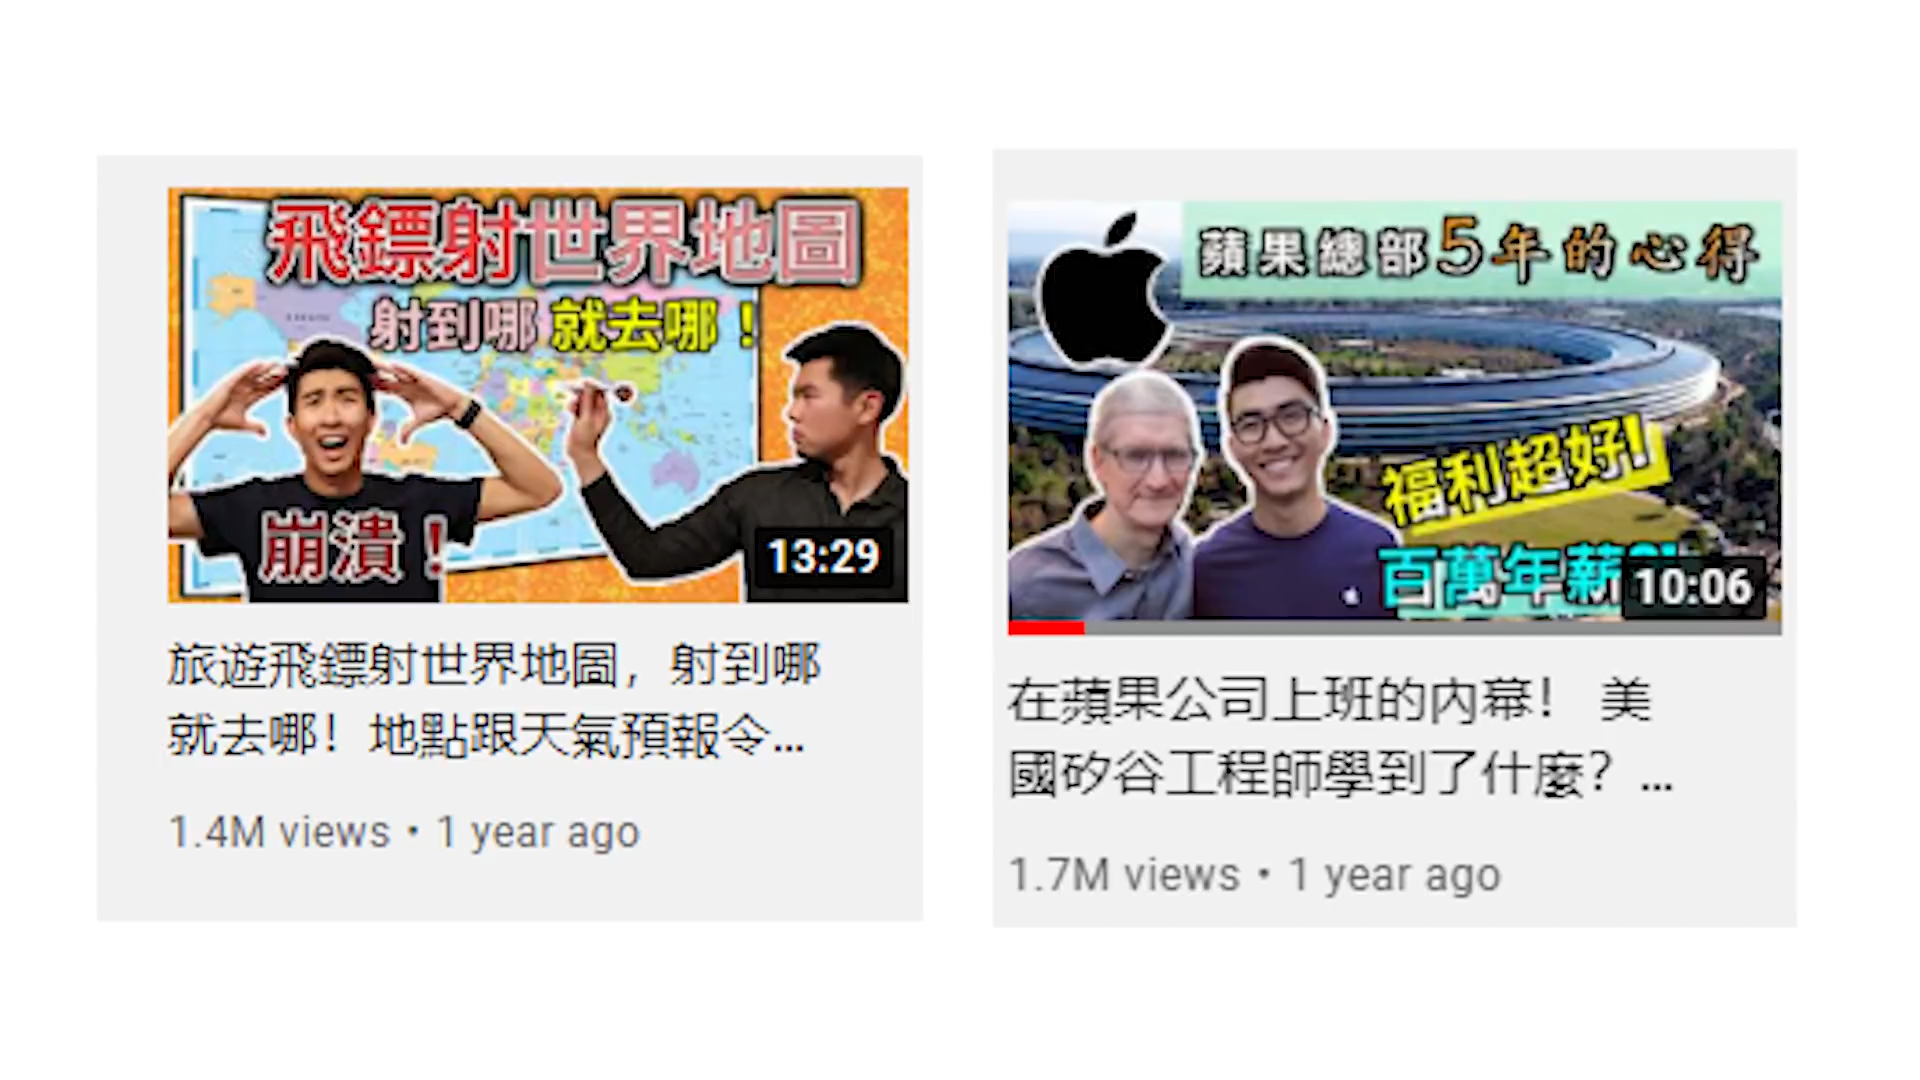 飛鏢射世界地圖
射到哪 就去哪！
崩潰！
13:29
旅遊飛鏢射世界地圖，射到哪
就去哪！地點跟天氣預報令...
1.4M views • 1 year ago
蘋果總部5年的心得
福利超好!
百萬年薪
10:06
在蘋果公司上班的內幕！ 美
國矽谷工程師學到了什麼？...
1.7M views • 1 year ago